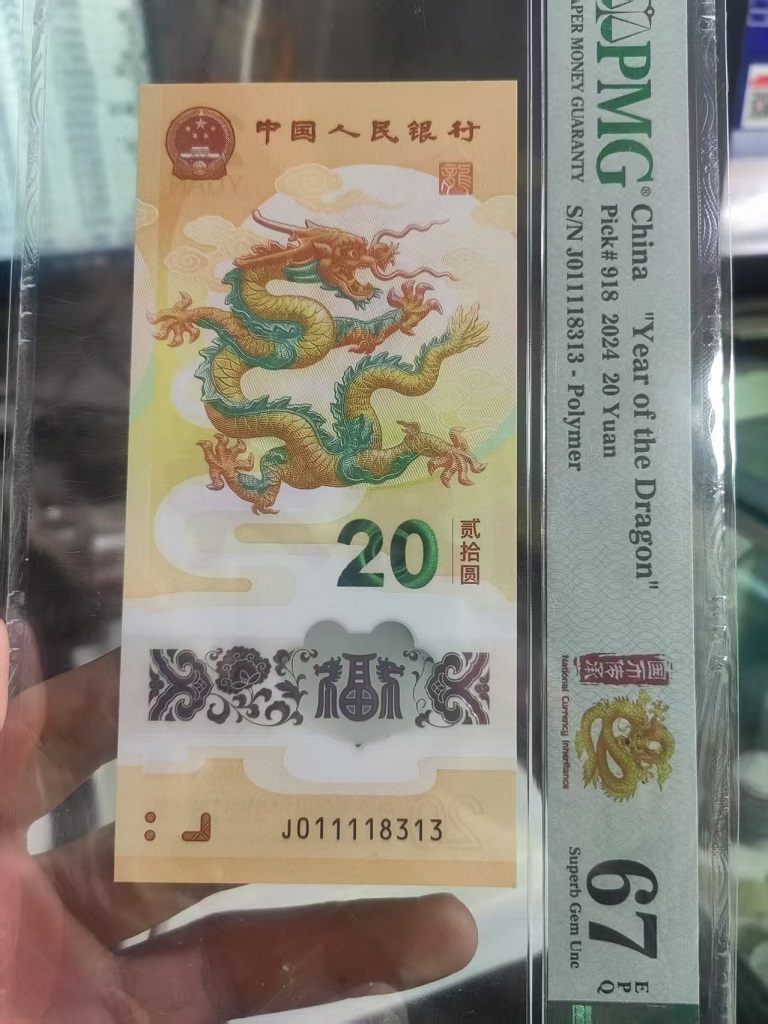 中国人民银行
龍
20
贰拾圆
福
J011118313
PMG®
PAPER MONEY GUARANTY
China "Year of the Dragon"
Pick# 918 2024 20 Yuan
S/N J011118313 - Polymer
国币传承
National Currency Inheritance
67
EPQ
Superb Gem Unc